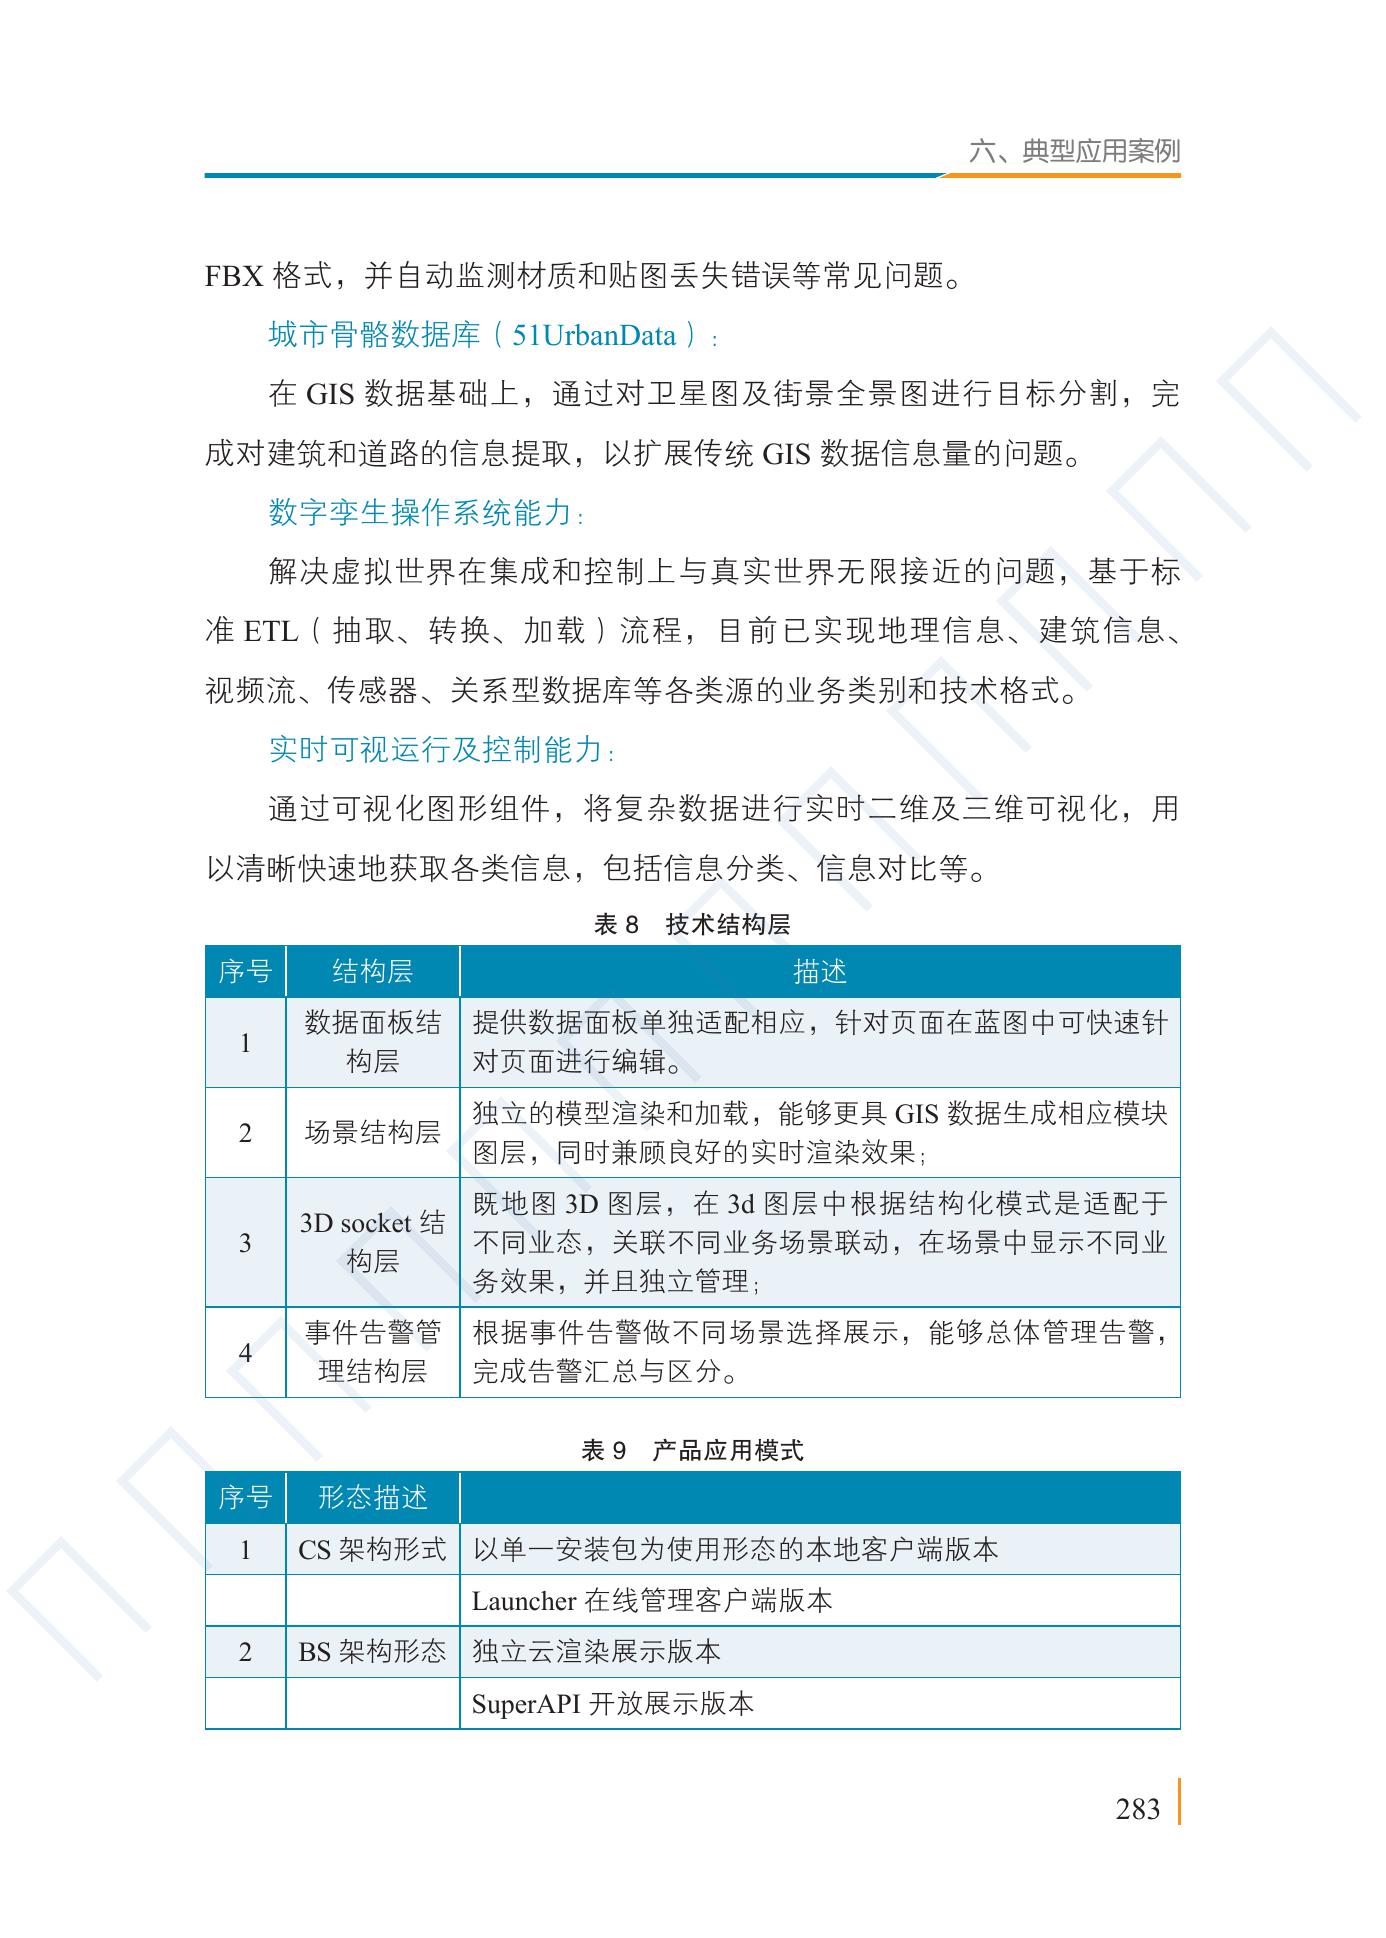 六、典型应用案例
FBX 格式，并自动监测材质和贴图丢失错误等常见问题。
城市骨骼数据库（51UrbanData）：
在 GIS 数据基础上，通过对卫星图及街景全景图进行目标分割，完
成对建筑和道路的信息提取，以扩展传统 GIS 数据信息量的问题。
数字孪生操作系统能力：
解决虚拟世界在集成和控制上与真实世界无限接近的问题，基于标
准 ETL（抽取、转换、加载）流程，目前已实现地理信息、建筑信息、
视频流、传感器、关系型数据库等各类源的业务类别和技术格式。
实时可视运行及控制能力：
通过可视化图形组件，将复杂数据进行实时二维及三维可视化，用
以清晰快速地获取各类信息，包括信息分类、信息对比等。
表 8　技术结构层
序号 结构层 描述
1 数据面板结构层 提供数据面板单独适配相应，针对页面在蓝图中可快速针
对页面进行编辑。
2 场景结构层 独立的模型渲染和加载，能够更具 GIS 数据生成相应模块
图层，同时兼顾良好的实时渲染效果；
3 3D socket 结构层 既地图 3D 图层，在 3d 图层中根据结构化模式是适配于
不同业态，关联不同业务场景联动，在场景中显示不同业
务效果，并且独立管理；
4 事件告警管理结构层 根据事件告警做不同场景选择展示，能够总体管理告警，
完成告警汇总与区分。
表 9　产品应用模式
序号 形态描述
1 CS 架构形式 以单一安装包为使用形态的本地客户端版本
Launcher 在线管理客户端版本
2 BS 架构形态 独立云渲染展示版本
SuperAPI 开放展示版本
283